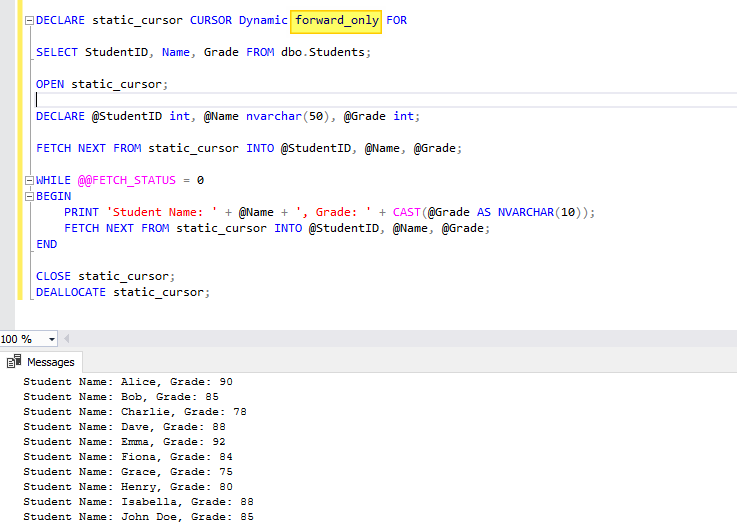 DECLARE static_cursor CURSOR Dynamic forward_only FOR
SELECT StudentID, Name, Grade FROM dbo.Students;
OPEN static_cursor;
DECLARE @StudentID int, @Name nvarchar(50), @Grade int;
FETCH NEXT FROM static_cursor INTO @StudentID, @Name, @Grade;
WHILE @@FETCH_STATUS = 0
BEGIN
PRINT 'Student Name: ' + @Name + ', Grade: ' + CAST(@Grade AS NVARCHAR(10));
FETCH NEXT FROM static_cursor INTO @StudentID, @Name, @Grade;
END
CLOSE static_cursor;
DEALLOCATE static_cursor;
100 %
Messages
Student Name: Alice, Grade: 90
Student Name: Bob, Grade: 85
Student Name: Charlie, Grade: 78
Student Name: Dave, Grade: 88
Student Name: Emma, Grade: 92
Student Name: Fiona, Grade: 84
Student Name: Grace, Grade: 75
Student Name: Henry, Grade: 80
Student Name: Isabella, Grade: 88
Student Name: John Doe, Grade: 85